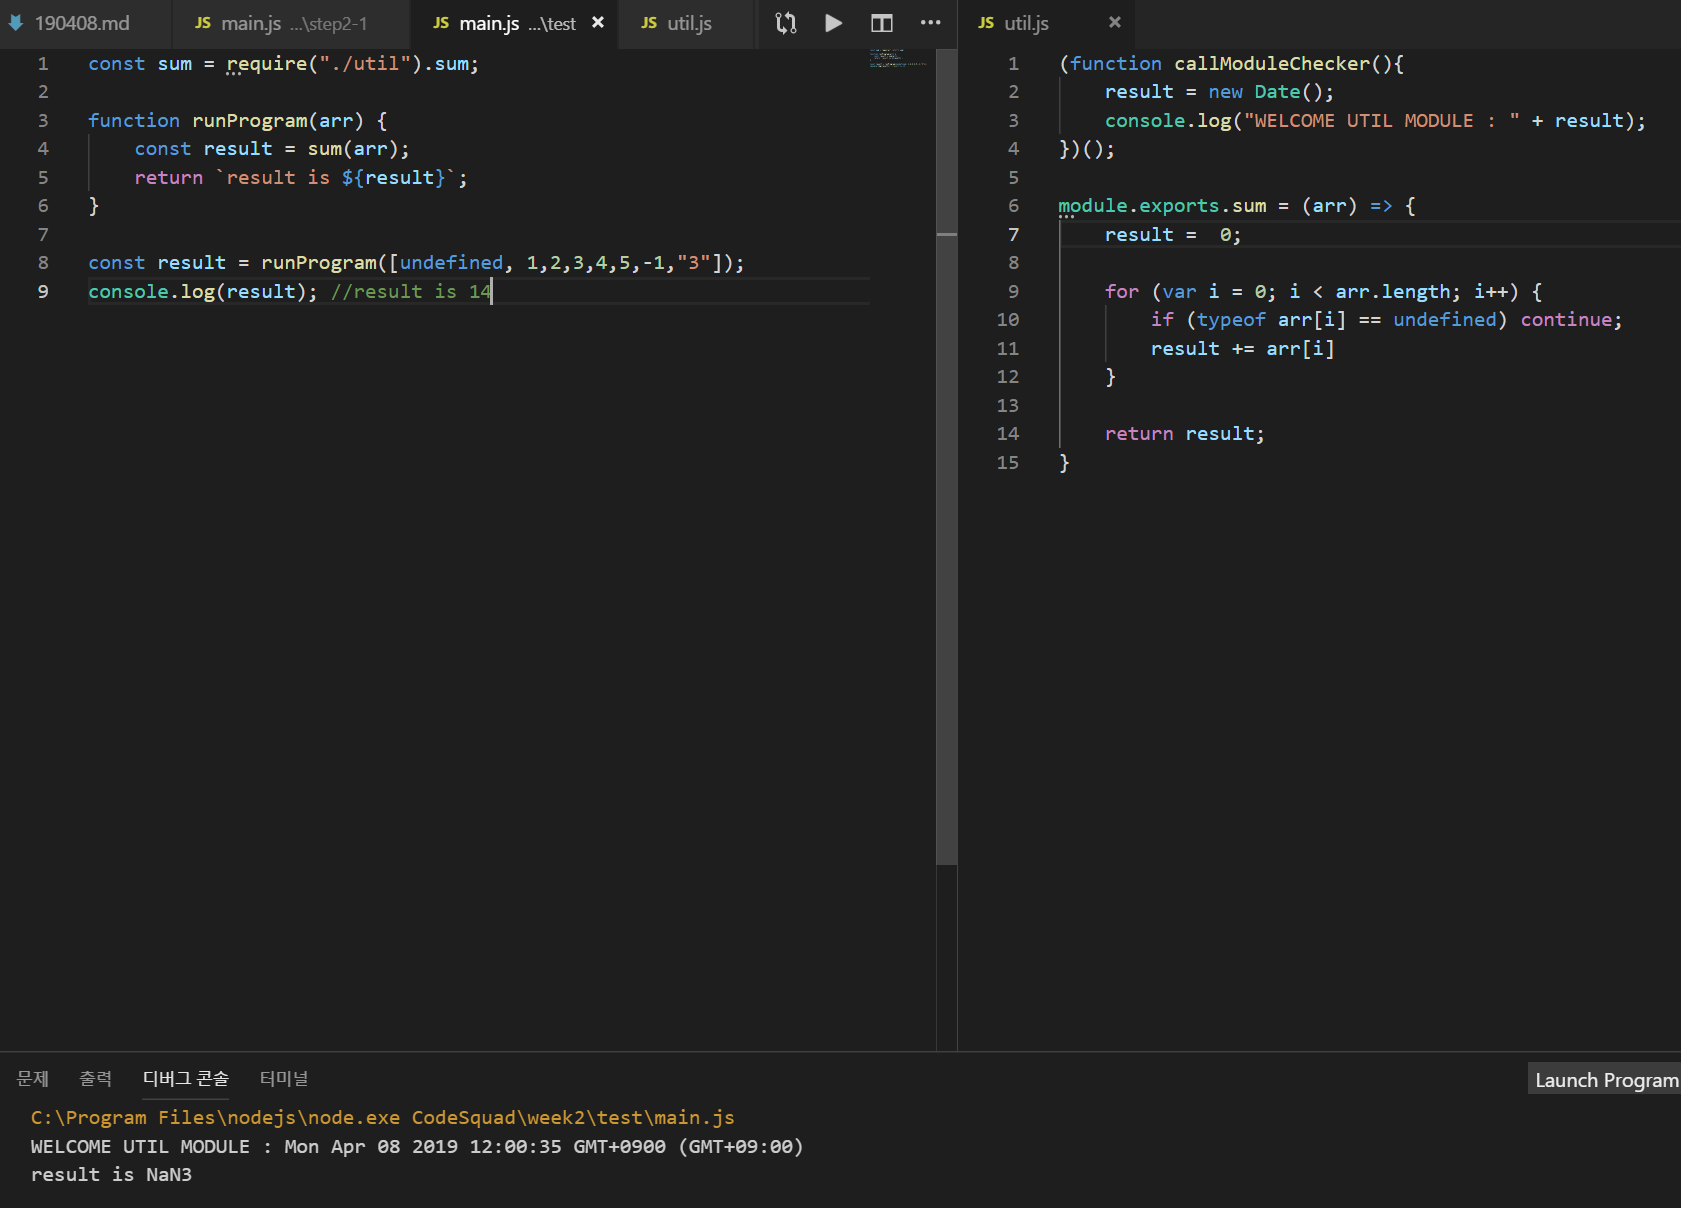 190408.md
JS main.js ...\step2-1
JS main.js ...\test
JS util.js
JS util.js
1 const sum = require("./util").sum;
2
3 function runProgram(arr) {
4     const result = sum(arr);
5     return `result is ${result}`;
6 }
7
8 const result = runProgram([undefined, 1,2,3,4,5,-1,"3"]);
9 console.log(result); //result is 14
1 (function callModuleChecker(){
2     result = new Date();
3     console.log("WELCOME UTIL MODULE : " + result);
4 })();
5
6 module.exports.sum = (arr) => {
7     result =  0;
8
9     for (var i = 0; i < arr.length; i++) {
10         if (typeof arr[i] == undefined) continue;
11         result += arr[i]
12     }
13
14     return result;
15 }
문제 출력 디버그 콘솔 터미널
Launch Program
C:\Program Files\nodejs\node.exe CodeSquad\week2\test\main.js
WELCOME UTIL MODULE : Mon Apr 08 2019 12:00:35 GMT+0900 (GMT+09:00)
result is NaN3